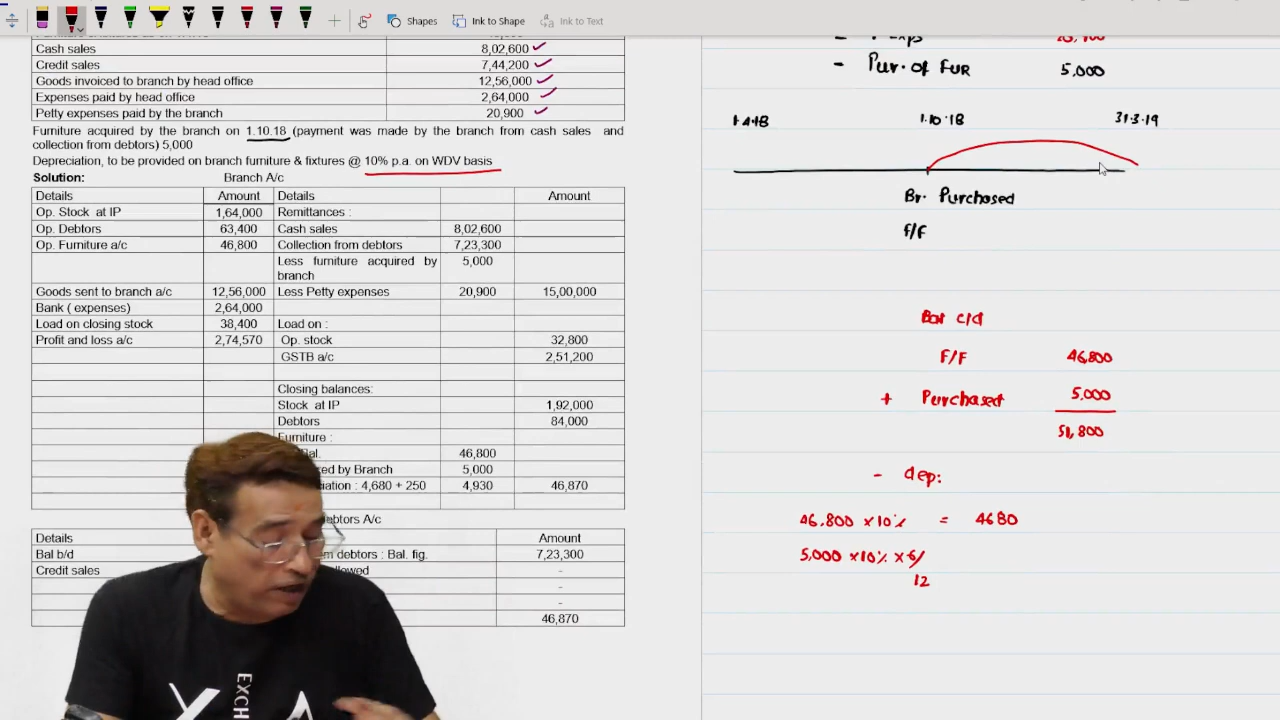 Shapes
Ink to Shape
Ink to Text
Cash sales 8,02,600
Credit sales 7,44,200
Goods invoiced to branch by head office 12,56,000
Expenses paid by head office 2,64,000
Petty expenses paid by the branch 20,900
Furniture acquired by the branch on 1.10.18 (payment was made by the branch from cash sales and
collection from debtors) 5,000
Depreciation, to be provided on branch furniture & fixtures @ 10% p.a. on WDV basis
Solution: Branch A/c
Details Amount Details Amount
Op. Stock at IP 1,64,000 Remittances :
Op. Debtors 63,400 Cash sales 8,02,600
Op. Furniture a/c 46,800 Collection from debtors 7,23,300
Less furniture acquired by 5,000
branch
Goods sent to branch a/c 12,56,000 Less Petty expenses 20,900 15,00,000
Bank ( expenses) 2,64,000
Load on closing stock 38,400 Load on :
Profit and loss a/c 2,74,570 Op. stock 32,800
GSTB a/c 2,51,200
Closing balances:
Stock at IP 1,92,000
Debtors 84,000
Furniture :
Bal. 46,800
by Branch 5,000
: 4,680 + 250 4,930 46,870
A/c
Details Amount
Bal b/d debtors : Bal. fig. 7,23,300
Credit sales -
-
-
46,870
- Pur. of FUR 5,000
1.4.18 1.10.18 31.3.19
Br. Purchased
F/F
Bal c/d
F/F 46,800
+ Purchased 5,000
51,800
- dep:
46,800 ×10% = 4680
5,000 ×10% × 6/
12